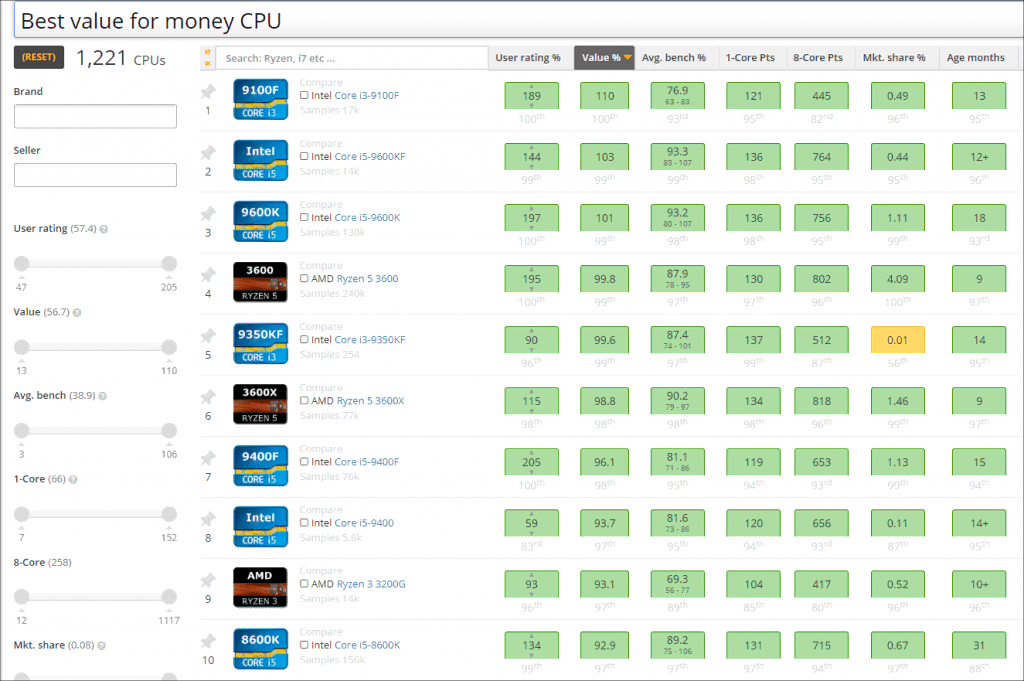 Best value for money CPU
(RESET) 1,221 CPUs
Search: Ryzen, i7 etc ... User rating % Value % Avg. bench % 1-Core Pts 8-Core Pts Mkt. share % Age months
Brand
Seller
User rating (57.4)
47 205
Value (56.7)
13 110
Avg. bench (38.9)
3 106
1-Core (66)
7 152
8-Core (258)
12 1117
Mkt. share (0.08)
Compare
1 9100F CORE i3 Intel Core i3-9100F 189 110 76.9 63 - 83 121 445 0.49 13
Samples 17k 100th 100th 93rd 95th 82nd 96th 95th
Compare
2 Intel CORE i5 Intel Core i5-9600KF 144 103 93.3 83 - 107 136 764 0.44 12+
Samples 14k 99th 99th 99th 98th 95th 95th 96th
Compare
3 9600K CORE i5 Intel Core i5-9600K 197 101 93.2 80 - 107 136 756 1.11 18
Samples 130k 100th 99th 98th 98th 95th 99th 93rd
Compare
4 3600 RYZEN 5 AMD Ryzen 5 3600 195 99.8 87.9 78 - 95 130 802 4.09 9
Samples 240k 100th 99th 97th 97th 96th 100th 97th
Compare
5 9350KF CORE i3 Intel Core i3-9350KF 90 99.6 87.4 74 - 101 137 512 0.01 14
Samples 254 96th 99th 97th 99th 87th 56th 95th
Compare
6 3600X RYZEN 5 AMD Ryzen 5 3600X 115 98.8 90.2 79 - 97 134 818 1.46 9
Samples 77k 98th 98th 98th 98th 96th 99th 97th
Compare
7 9400F CORE i5 Intel Core i5-9400F 205 96.1 81.1 71 - 86 119 653 1.13 15
Samples 76k 100th 98th 95th 94th 93rd 99th 94th
Compare
8 Intel CORE i5 Intel Core i5-9400 59 93.7 81.6 73 - 86 120 656 0.11 14+
Samples 5.6k 83rd 97th 95th 94th 93rd 87th 95th
Compare
9 AMD RYZEN 3 AMD Ryzen 3 3200G 93 93.1 69.3 56 - 77 104 417 0.52 10+
Samples 14k 96th 97th 89th 85th 80th 96th 96th
Compare
10 8600K CORE i5 Intel Core i5-8600K 134 92.9 89.2 75 - 106 131 715 0.67 31
Samples 156k 99th 97th 97th 97th 94th 97th 88th